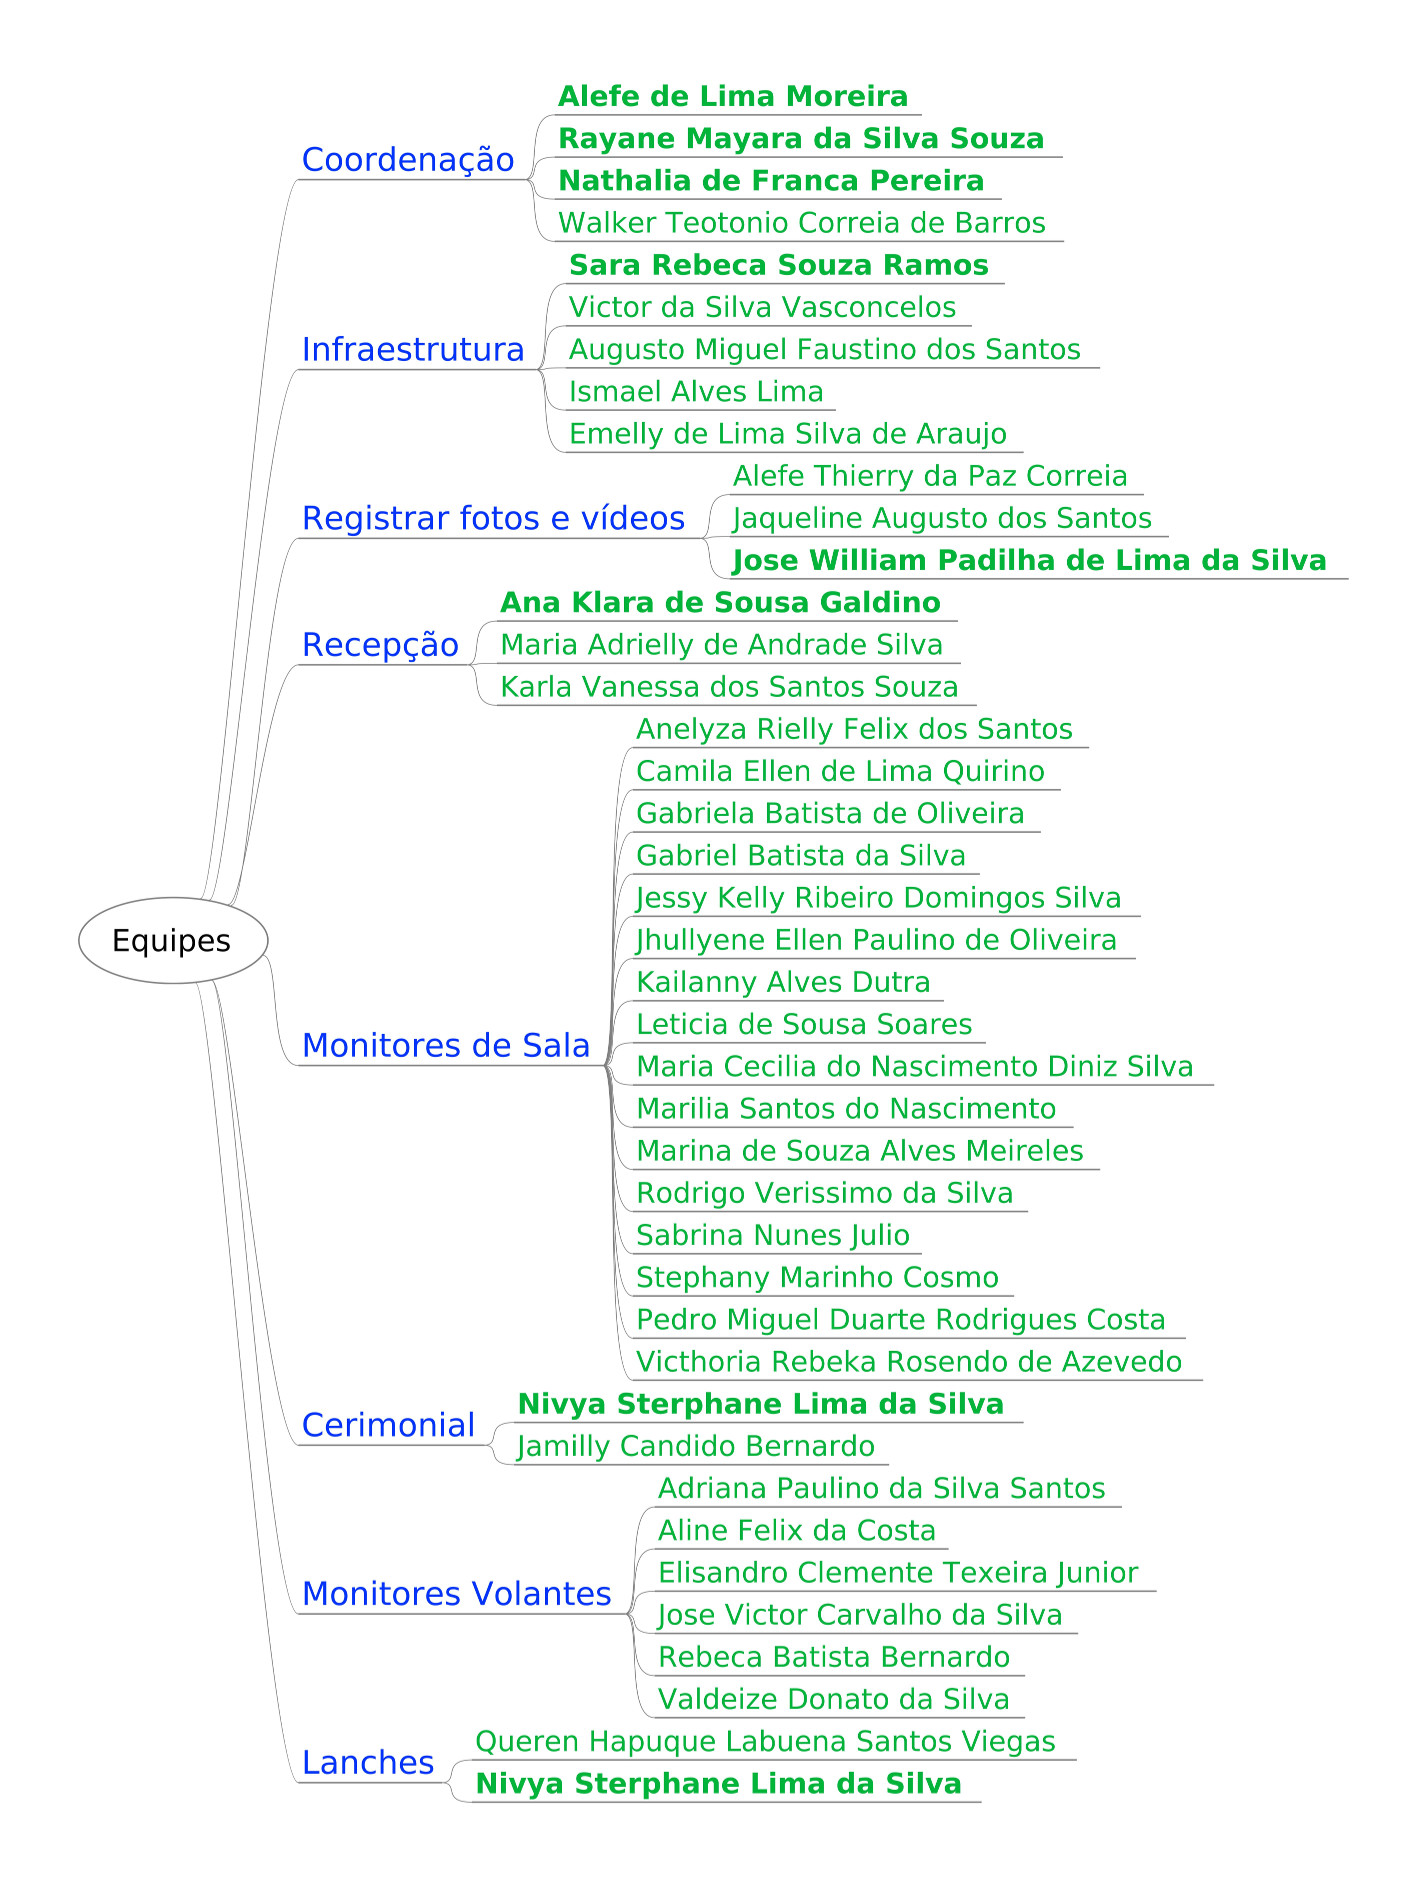 Equipes
Coordenação
Alefe de Lima Moreira
Rayane Mayara da Silva Souza
Nathalia de Franca Pereira
Walker Teotonio Correia de Barros
Infraestrutura
Sara Rebeca Souza Ramos
Victor da Silva Vasconcelos
Augusto Miguel Faustino dos Santos
Ismael Alves Lima
Emelly de Lima Silva de Araujo
Registrar fotos e vídeos
Alefe Thierry da Paz Correia
Jaqueline Augusto dos Santos
Jose William Padilha de Lima da Silva
Recepção
Ana Klara de Sousa Galdino
Maria Adrielly de Andrade Silva
Karla Vanessa dos Santos Souza
Monitores de Sala
Anelyza Rielly Felix dos Santos
Camila Ellen de Lima Quirino
Gabriela Batista de Oliveira
Gabriel Batista da Silva
Jessy Kelly Ribeiro Domingos Silva
Jhullyene Ellen Paulino de Oliveira
Kailanny Alves Dutra
Leticia de Sousa Soares
Maria Cecilia do Nascimento Diniz Silva
Marilia Santos do Nascimento
Marina de Souza Alves Meireles
Rodrigo Verissimo da Silva
Sabrina Nunes Julio
Stephany Marinho Cosmo
Pedro Miguel Duarte Rodrigues Costa
Victhoria Rebeka Rosendo de Azevedo
Cerimonial
Nivya Sterphane Lima da Silva
Jamilly Candido Bernardo
Monitores Volantes
Adriana Paulino da Silva Santos
Aline Felix da Costa
Elisandro Clemente Texeira Junior
Jose Victor Carvalho da Silva
Rebeca Batista Bernardo
Valdeize Donato da Silva
Lanches
Queren Hapuque Labuena Santos Viegas
Nivya Sterphane Lima da Silva